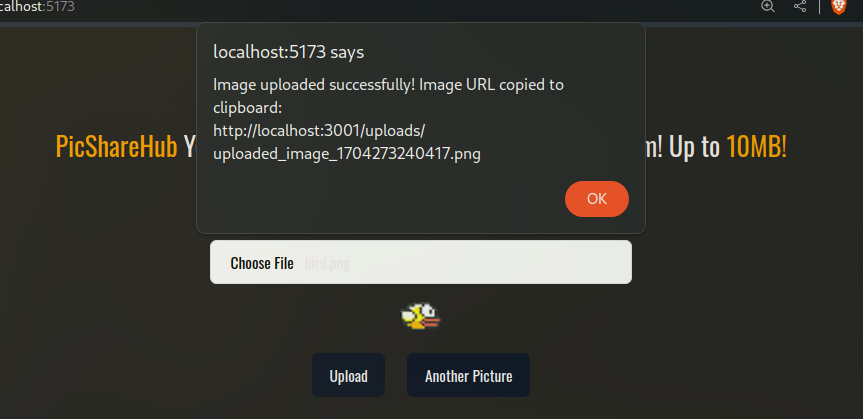 calhost:5173
localhost:5173 says
Image uploaded successfully! Image URL copied to
clipboard:
http://localhost:3001/uploads/
uploaded_image_1704273240417.png
OK
PicShareHub Y m! Up to 10MB!
Choose File bird.png
Upload Another Picture